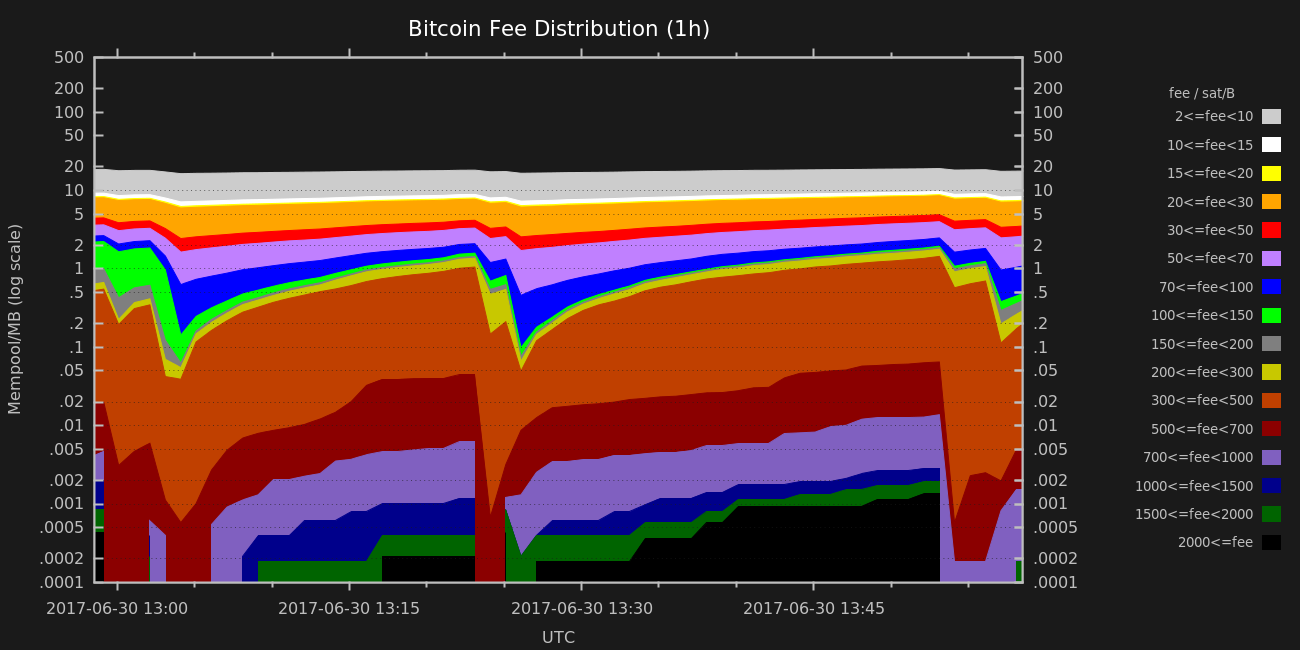 Bitcoin Fee Distribution (1h)
500 500
200 200
100 100
50 50
20 20
10 10
5 5
2 2
1 1
.5 .5
.2 .2
.1 .1
.05 .05
.02 .02
.01 .01
.005 .005
.002 .002
.001 .001
.0005 .0005
.0002 .0002
.0001 .0001
Mempool/MB (log scale)
2017-06-30 13:00 2017-06-30 13:15 2017-06-30 13:30 2017-06-30 13:45
UTC
fee / sat/B
2<=fee<10
10<=fee<15
15<=fee<20
20<=fee<30
30<=fee<50
50<=fee<70
70<=fee<100
100<=fee<150
150<=fee<200
200<=fee<300
300<=fee<500
500<=fee<700
700<=fee<1000
1000<=fee<1500
1500<=fee<2000
2000<=fee